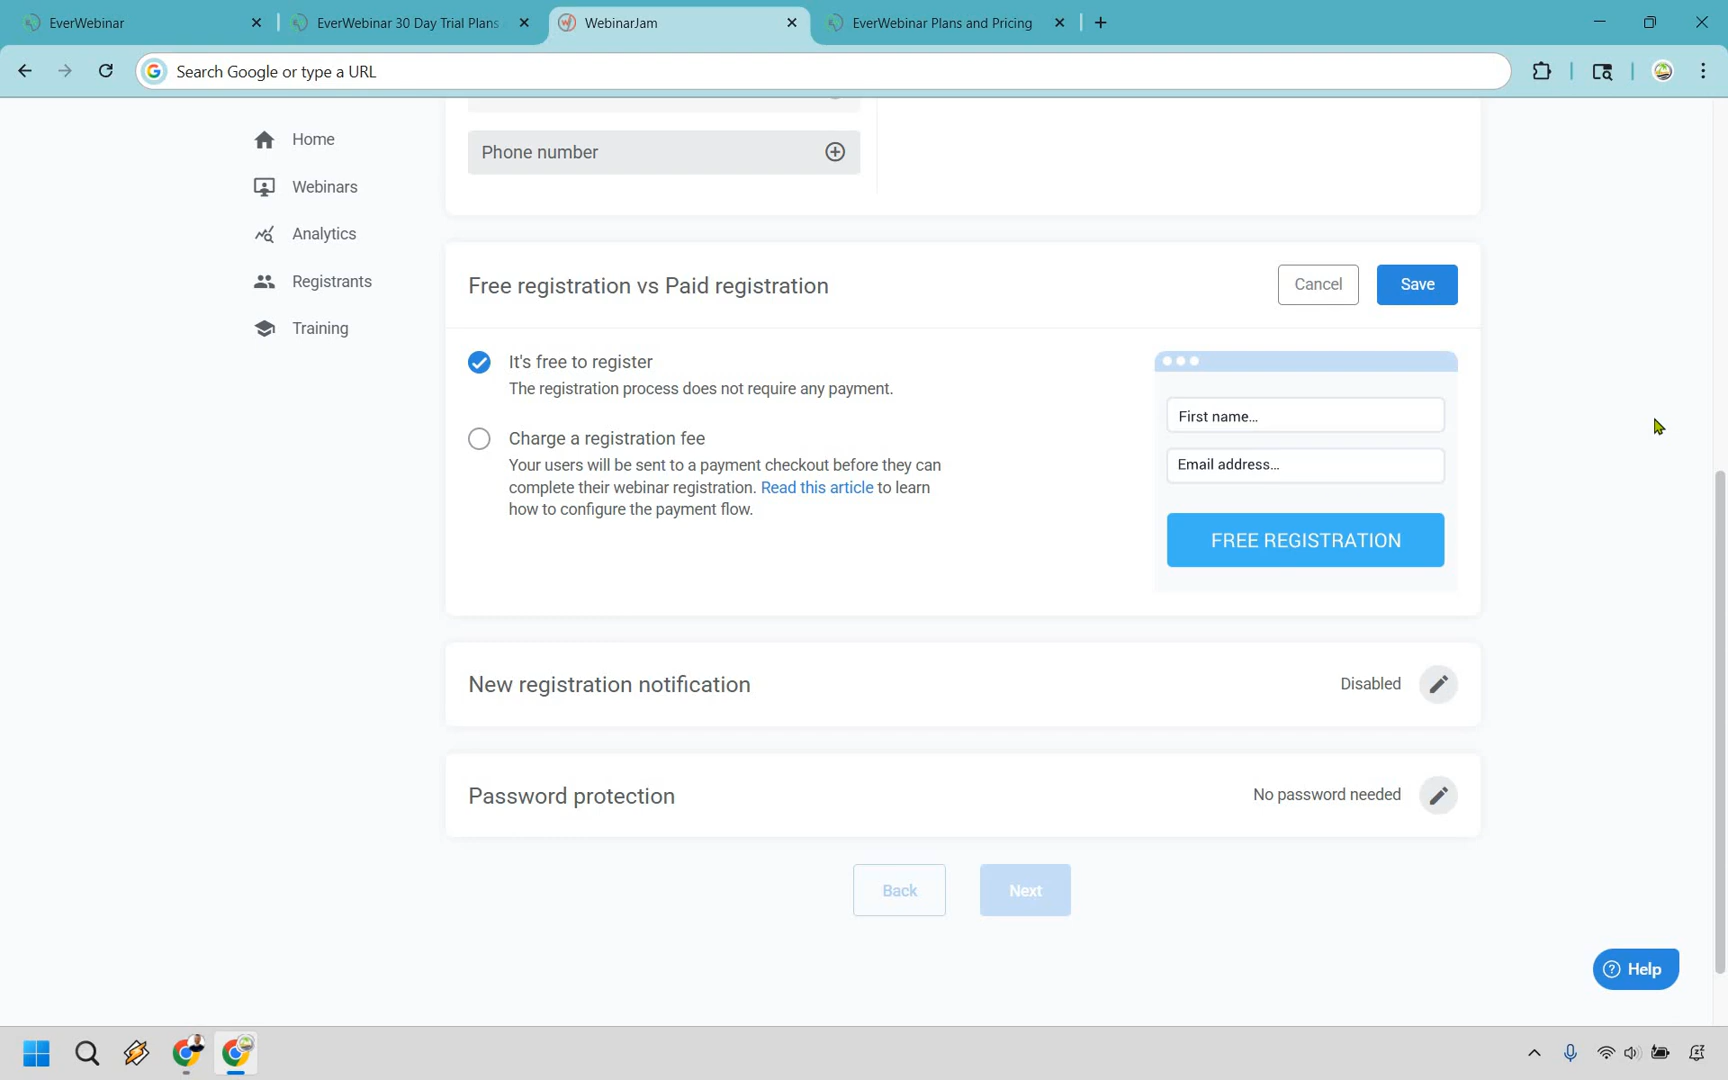 EverWebinar
EverWebinar 30 Day Trial Plans
WebinarJam
EverWebinar Plans and Pricing
Search Google or type a URL
Home
Webinars
Analytics
Registrants
Training
Phone number
Free registration vs Paid registration
Cancel
Save
It's free to register
The registration process does not require any payment.
Charge a registration fee
Your users will be sent to a payment checkout before they can
complete their webinar registration. Read this article to learn
how to configure the payment flow.
First name...
Email address...
FREE REGISTRATION
New registration notification
Disabled
Password protection
No password needed
Back
Next
Help